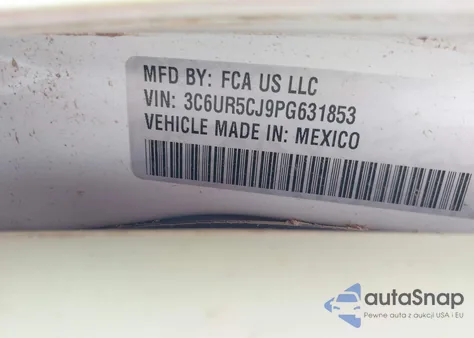 MFD BY: FCA US LLC
VIN: 3C6UR5CJ9PG631853
VEHICLE MADE IN: MEXICO
autaSnap
Pewne auta z aukcji USA i EU